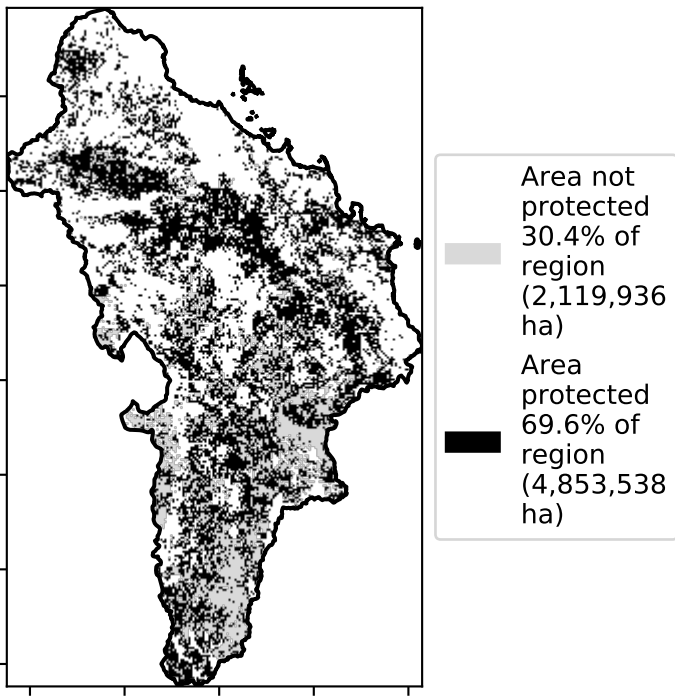 Area not
protected
30.4% of
region
(2,119,936
ha)
Area
protected
69.6% of
region
(4,853,538
ha)